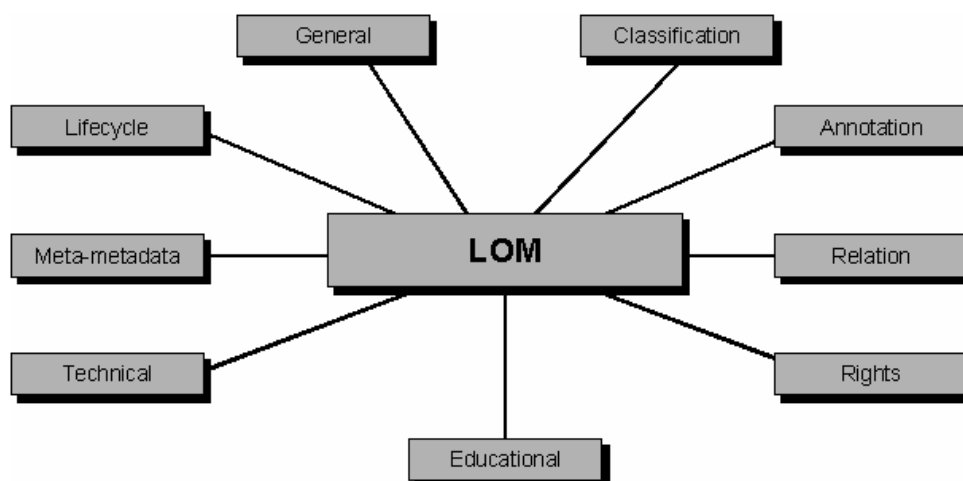 General
Classification
Lifecycle
Annotation
LOM
Meta-metadata
Relation
Technical
Rights
Educational